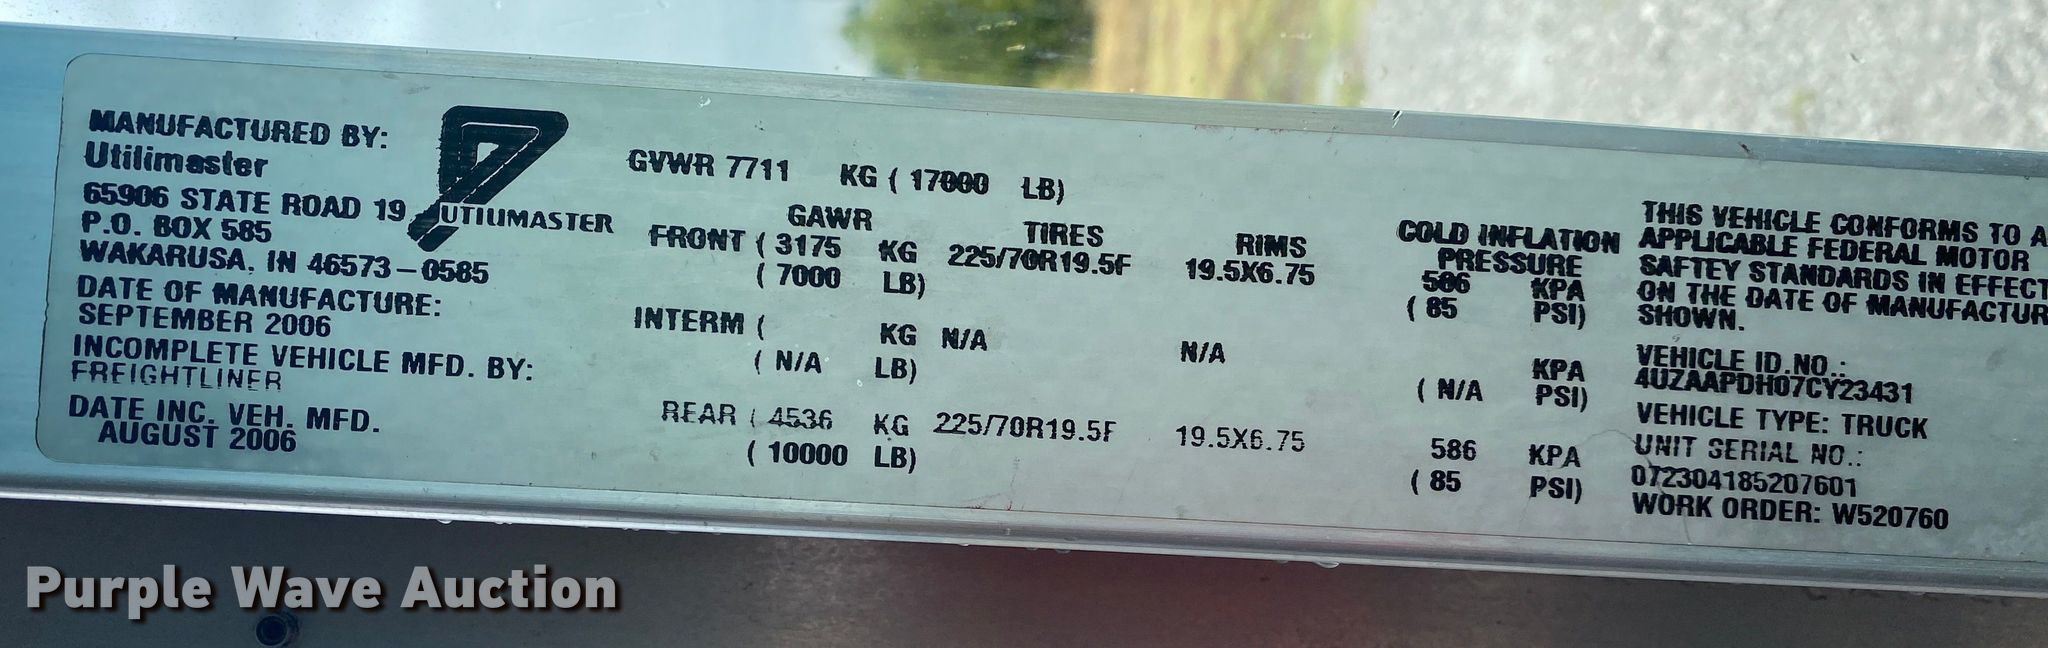 MANUFACTURED BY:
Utilimaster
65906 STATE ROAD 19
P.O. BOX 585
WAKARUSA, IN 46573-0585
DATE OF MANUFACTURE:
SEPTEMBER 2006
INCOMPLETE VEHICLE MFD. BY:
FREIGHTLINER
DATE INC. VEH. MFD.
AUGUST 2006
UTILIMASTER
GVWR 7711 KG ( 17000 LB)
GAWR TIRES RIMS COLD INFLATION PRESSURE
FRONT ( 3175 KG 225/70R19.5F 19.5X6.75 586 KPA
( 7000 LB) ( 85 PSI)
INTERM ( KG N/A N/A KPA
( N/A LB) ( N/A PSI)
REAR ( 4536 KG 225/70R19.5F 19.5X6.75 586 KPA
( 10000 LB) ( 85 PSI)
THIS VEHICLE CONFORMS TO A
APPLICABLE FEDERAL MOTOR
SAFTEY STANDARDS IN EFFECT
ON THE DATE OF MANUFACTUR
SHOWN.
VEHICLE ID.NO.:
4UZAAPDH07CY23431
VEHICLE TYPE: TRUCK
UNIT SERIAL NO.:
072304185207601
WORK ORDER: W520760
Purple Wave Auction